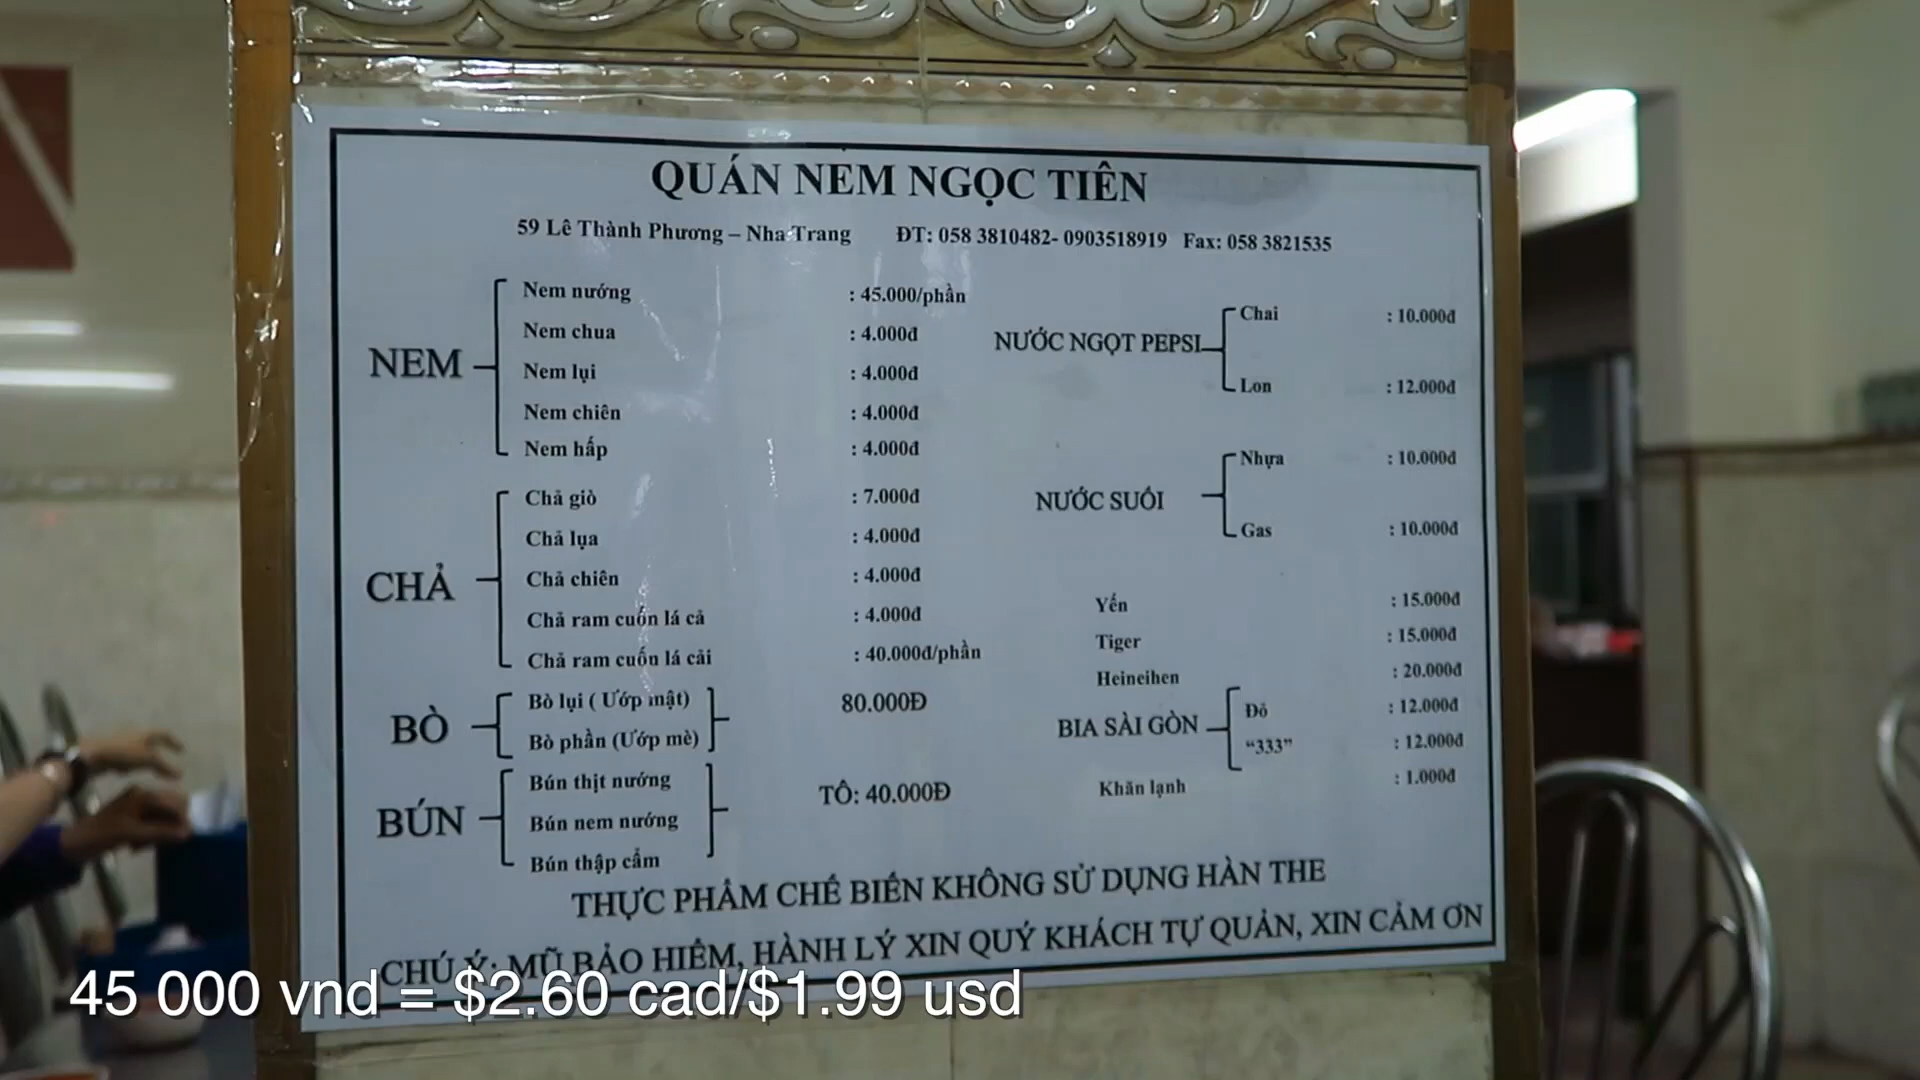 QUÁN NEM NGỌC TIÊN
59 Lê Thành Phương – Nha Trang ĐT: 058 3810482- 0903518919 Fax: 058 3821535
NEM
Nem nướng : 45.000/phần
Nem chua : 4.000đ
Nem lụi : 4.000đ
Nem chiên : 4.000đ
Nem hấp : 4.000đ
CHẢ
Chả giò : 7.000đ
Chả lụa : 4.000đ
Chả chiên : 4.000đ
Chả ram cuốn lá cả : 4.000đ
Chả ram cuốn lá cải : 40.000đ/phần
BÒ
Bò lụi ( Ướp mật)
Bò phần (Ướp mè)
80.000Đ
BÚN
Bún thịt nướng
Bún nem nướng
Bún thập cẩm
TÔ: 40.000Đ
NƯỚC NGỌT PEPSI
Chai : 10.000đ
Lon : 12.000đ
NƯỚC SUỐI
Nhựa : 10.000đ
Gas : 10.000đ
Yến : 15.000đ
Tiger : 15.000đ
Heineihen : 20.000đ
BIA SÀI GÒN
Đỏ : 12.000đ
“333” : 12.000đ
Khăn lạnh : 1.000đ
THỰC PHẨM CHẾ BIẾN KHÔNG SỬ DỤNG HÀN THE
CHÚ Ý: MŨ BẢO HIỂM, HÀNH LÝ XIN QUÝ KHÁCH TỰ QUẢN, XIN CẢM ƠN
45 000 vnd = $2.60 cad/$1.99 usd